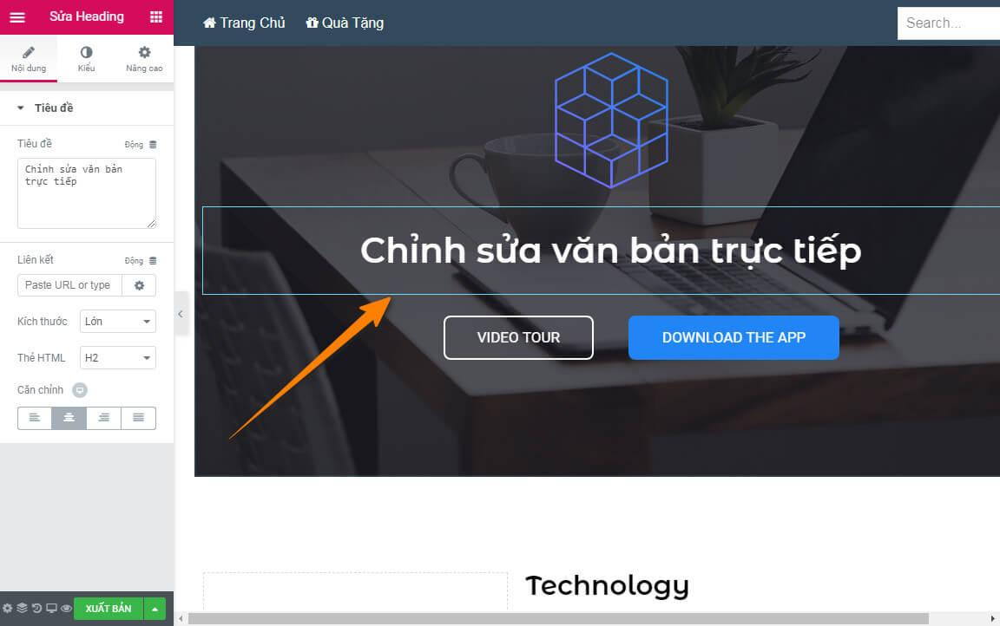 Sửa Heading
Nội dung
Kiểu
Nâng cao
Tiêu đề
Tiêu đề
Động
Chỉnh sửa văn bản
trực tiếp
Liên kết
Động
Paste URL or type
Kích thước
Lớn
Thẻ HTML
H2
Căn chỉnh
XUẤT BẢN
Trang Chủ
Quà Tặng
Search...
Chỉnh sửa văn bản trực tiếp
VIDEO TOUR
DOWNLOAD THE APP
Technology